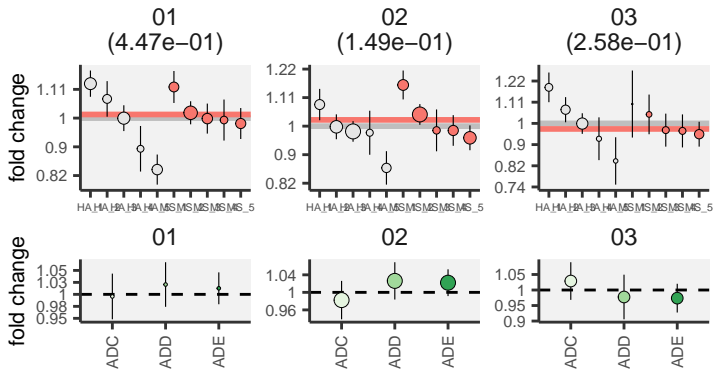 01
(4.47e−01)
02
(1.49e−01)
03
(2.58e−01)
fold change
1.11
1
0.9
0.82
1.22
1.11
1
0.9
0.82
1.22
1.11
1
0.9
0.82
0.74
01
02
03
fold change
1.05
1.03
1
0.98
0.95
1.04
1
0.96
1.05
1
0.95
0.9
ADC
ADD
ADE
ADC
ADD
ADE
ADC
ADD
ADE